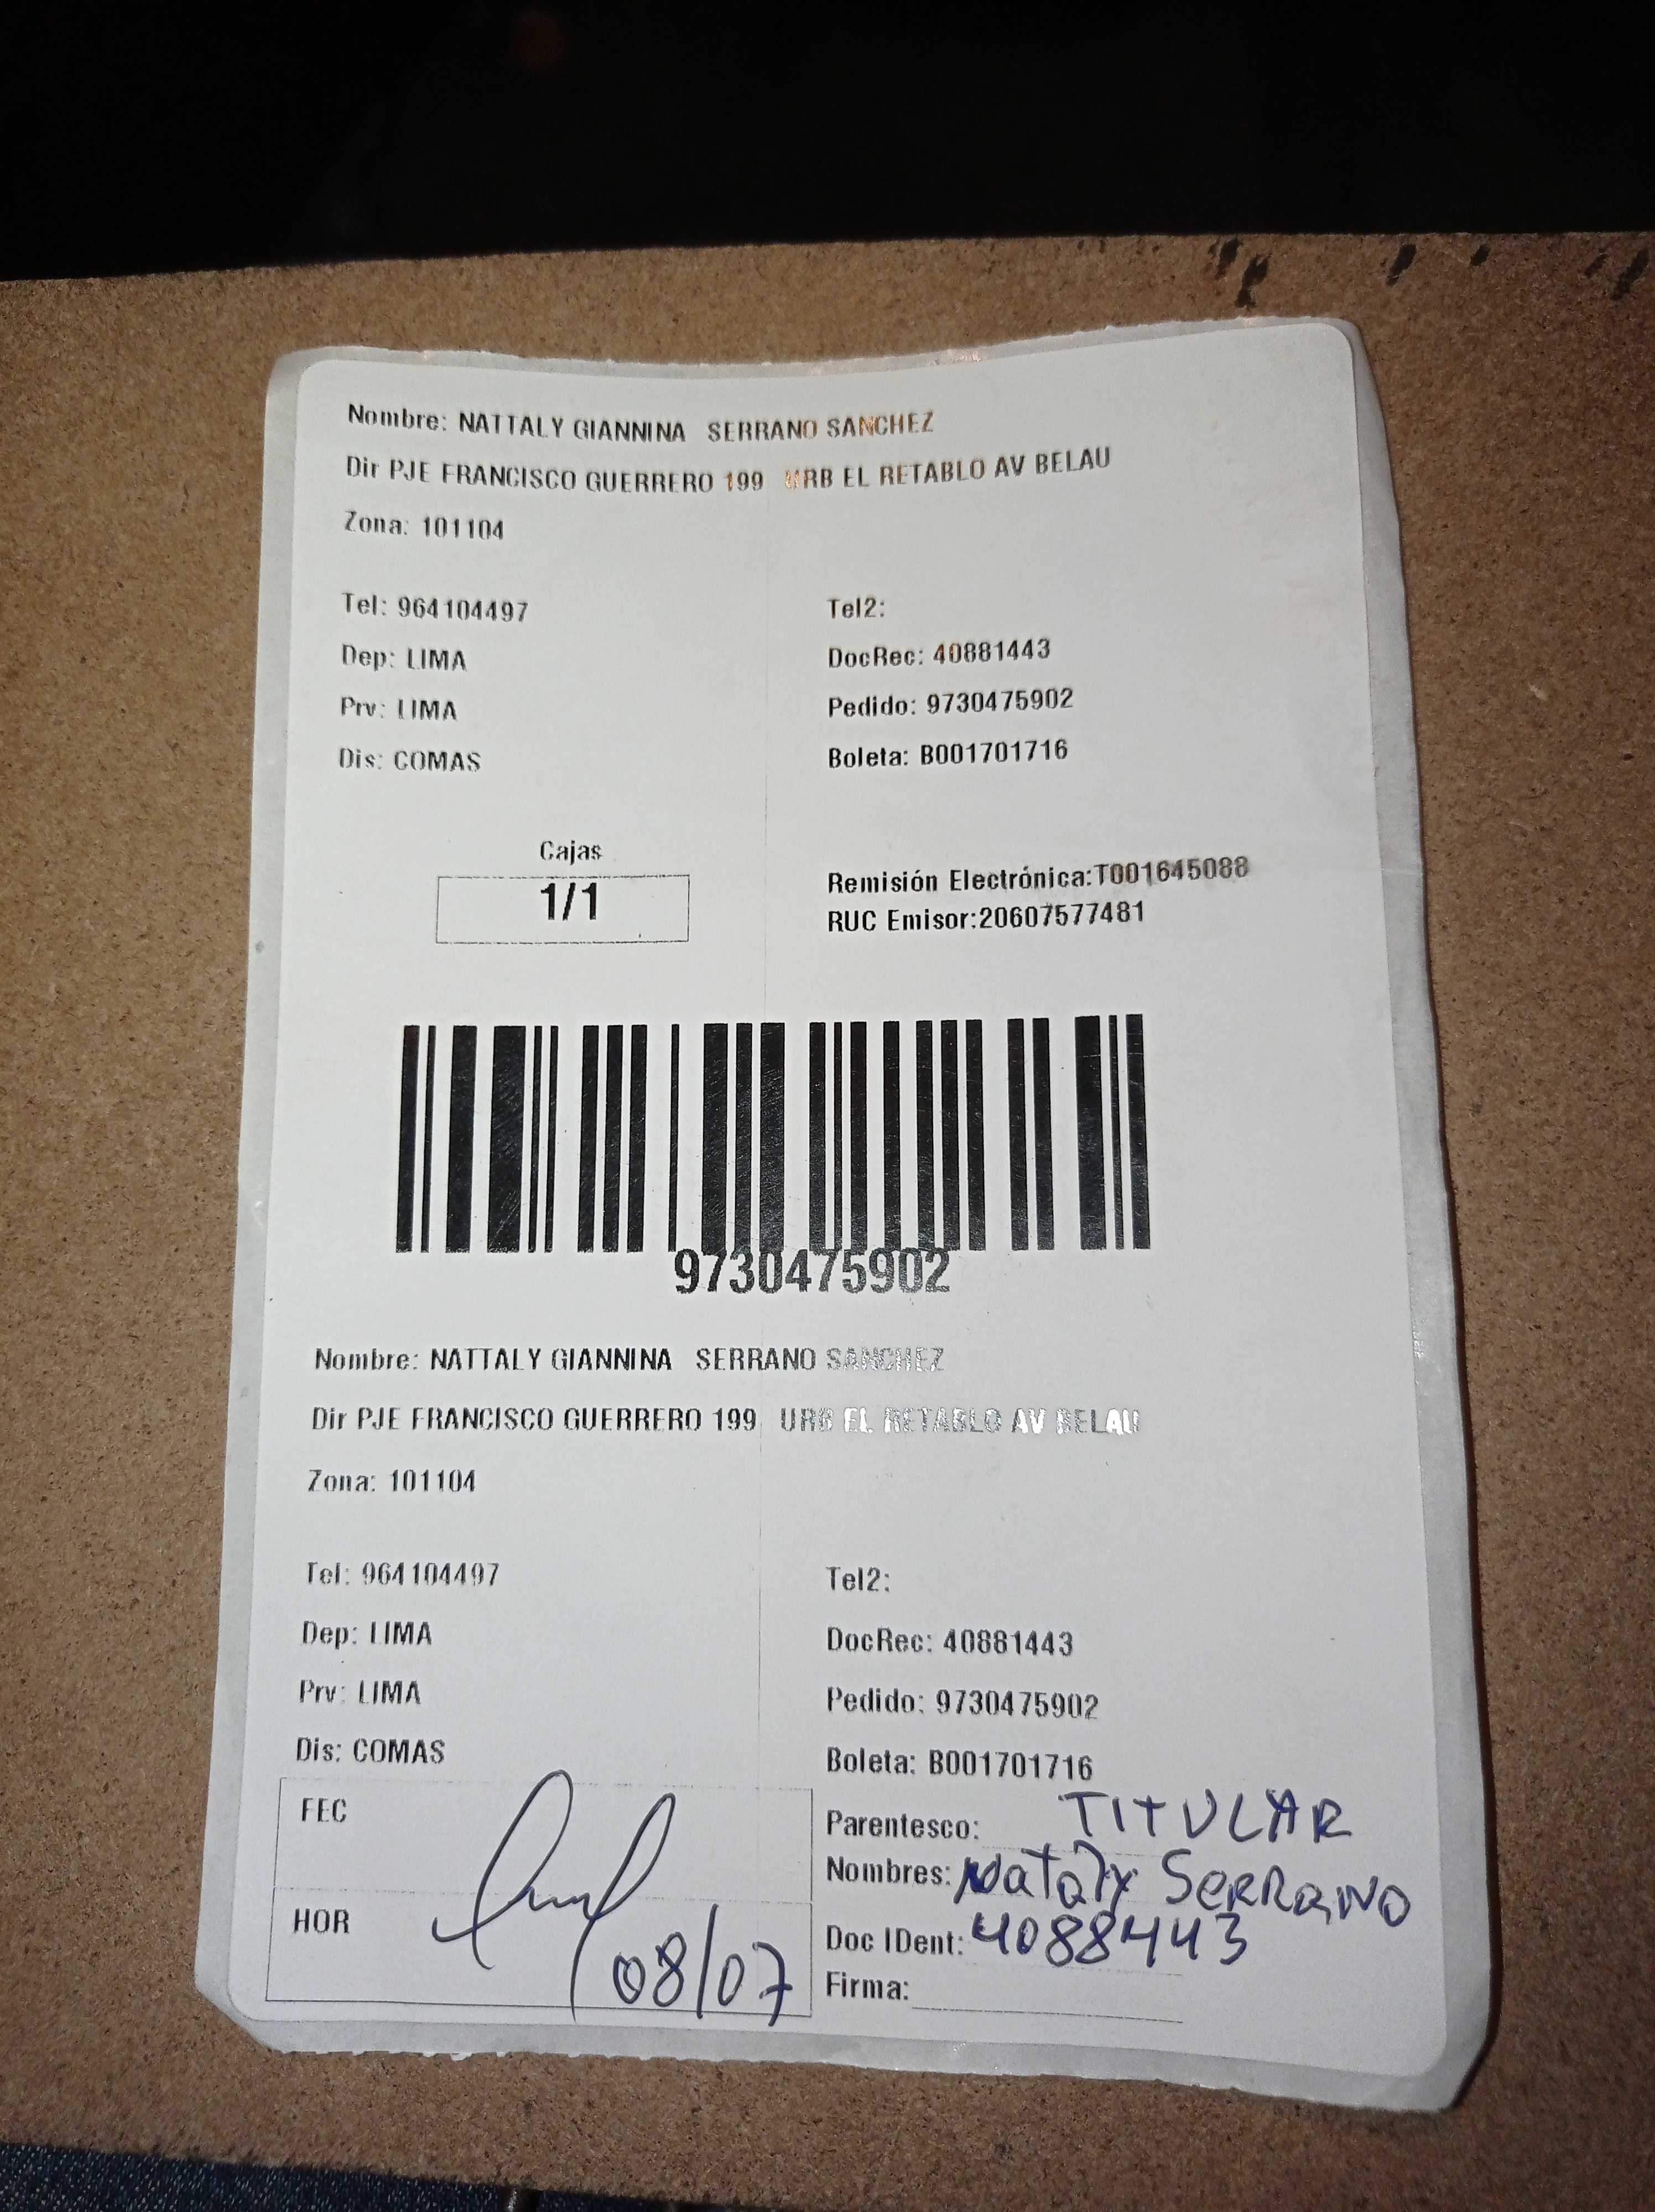 Nombre: NATTALY GIANNINA SERRANO SANCHEZ
Dir PJE FRANCISCO GUERRERO 199 URB EL RETABLO AV BELAU
Zona: 101104
Tel: 964104497 Tel2:
Dep: LIMA DocRec: 40881443
Prv: LIMA Pedido: 9730475902
Dis: COMAS Boleta: B001701716
Cajas
1/1
Remisión Electrónica:T001645088
RUC Emisor:20607577481
9730475902
Nombre: NATTALY GIANNINA SERRANO SANCHEZ
Dir PJE FRANCISCO GUERRERO 199 URB EL RETABLO AV BELAU
Zona: 101104
Tel: 964104497 Tel2:
Dep: LIMA DocRec: 40881443
Prv: LIMA Pedido: 9730475902
Dis: COMAS Boleta: B001701716
FEC
HOR
08/07
Parentesco: TITULAR
Nombres: Nataly Serrano
Doc IDent: 4088443
Firma: